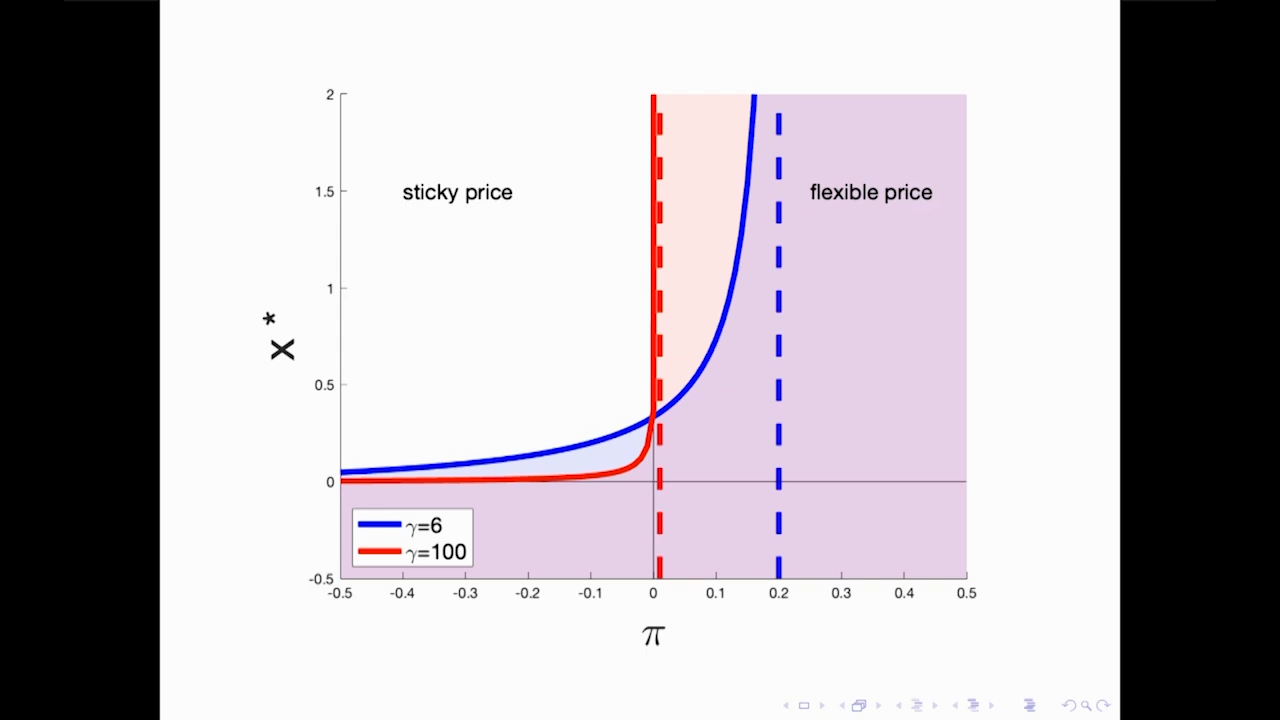 2
1.5
1
0.5
0
-0.5
x *
sticky price
flexible price
γ=6
γ=100
-0.5 -0.4 -0.3 -0.2 -0.1 0 0.1 0.2 0.3 0.4 0.5
π